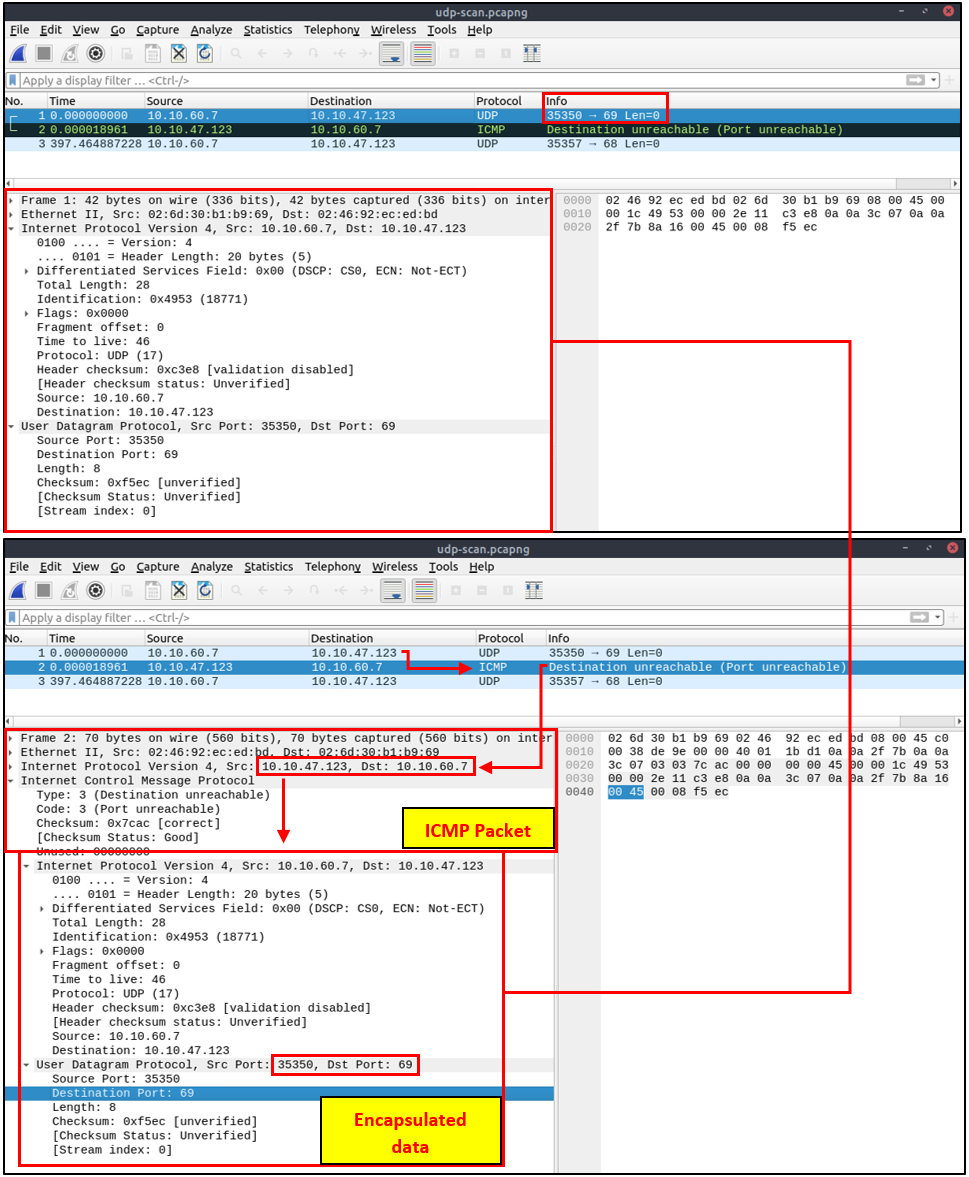 udp-scan.pcapng
File Edit View Go Capture Analyze Statistics Telephony Wireless Tools Help
Apply a display filter ... <Ctrl-/>
No. Time Source Destination Protocol Info
1 0.000000000 10.10.60.7 10.10.47.123 UDP 35350 → 69 Len=0
2 0.000018961 10.10.47.123 10.10.60.7 ICMP Destination unreachable (Port unreachable)
3 397.464887228 10.10.60.7 10.10.47.123 UDP 35357 → 68 Len=0
Frame 1: 42 bytes on wire (336 bits), 42 bytes captured (336 bits) on inter
Ethernet II, Src: 02:6d:30:b1:b9:69, Dst: 02:46:92:ec:ed:bd
Internet Protocol Version 4, Src: 10.10.60.7, Dst: 10.10.47.123
0100 .... = Version: 4
.... 0101 = Header Length: 20 bytes (5)
Differentiated Services Field: 0x00 (DSCP: CS0, ECN: Not-ECT)
Total Length: 28
Identification: 0x4953 (18771)
Flags: 0x0000
Fragment offset: 0
Time to live: 46
Protocol: UDP (17)
Header checksum: 0xc3e8 [validation disabled]
[Header checksum status: Unverified]
Source: 10.10.60.7
Destination: 10.10.47.123
User Datagram Protocol, Src Port: 35350, Dst Port: 69
Source Port: 35350
Destination Port: 69
Length: 8
Checksum: 0xf5ec [unverified]
[Checksum Status: Unverified]
[Stream index: 0]
0000 02 46 92 ec ed bd 02 6d 30 b1 b9 69 08 00 45 00
0010 00 1c 49 53 00 00 2e 11 c3 e8 0a 0a 3c 07 0a 0a
0020 2f 7b 8a 16 00 45 00 08 f5 ec
udp-scan.pcapng
File Edit View Go Capture Analyze Statistics Telephony Wireless Tools Help
Apply a display filter ... <Ctrl-/>
No. Time Source Destination Protocol Info
1 0.000000000 10.10.60.7 10.10.47.123 UDP 35350 → 69 Len=0
2 0.000018961 10.10.47.123 10.10.60.7 ICMP Destination unreachable (Port unreachable)
3 397.464887228 10.10.60.7 10.10.47.123 UDP 35357 → 68 Len=0
Frame 2: 70 bytes on wire (560 bits), 70 bytes captured (560 bits) on inter
Ethernet II, Src: 02:46:92:ec:ed:bd, Dst: 02:6d:30:b1:b9:69
Internet Protocol Version 4, Src: 10.10.47.123, Dst: 10.10.60.7
Internet Control Message Protocol
Type: 3 (Destination unreachable)
Code: 3 (Port unreachable)
Checksum: 0x7cac [correct]
[Checksum Status: Good]
Unused: 00000000
Internet Protocol Version 4, Src: 10.10.60.7, Dst: 10.10.47.123
0100 .... = Version: 4
.... 0101 = Header Length: 20 bytes (5)
Differentiated Services Field: 0x00 (DSCP: CS0, ECN: Not-ECT)
Total Length: 28
Identification: 0x4953 (18771)
Flags: 0x0000
Fragment offset: 0
Time to live: 46
Protocol: UDP (17)
Header checksum: 0xc3e8 [validation disabled]
[Header checksum status: Unverified]
Source: 10.10.60.7
Destination: 10.10.47.123
User Datagram Protocol, Src Port: 35350, Dst Port: 69
Source Port: 35350
Destination Port: 69
Length: 8
Checksum: 0xf5ec [unverified]
[Checksum Status: Unverified]
[Stream index: 0]
ICMP Packet
Encapsulated
data
0000 02 6d 30 b1 b9 69 02 46 92 ec ed bd 08 00 45 c0
0010 00 38 de 9e 00 00 40 01 1b d1 0a 0a 2f 7b 0a 0a
0020 3c 07 03 03 7c ac 00 00 00 00 45 00 00 1c 49 53
0030 00 00 2e 11 c3 e8 0a 0a 3c 07 0a 0a 2f 7b 8a 16
0040 00 45 00 08 f5 ec